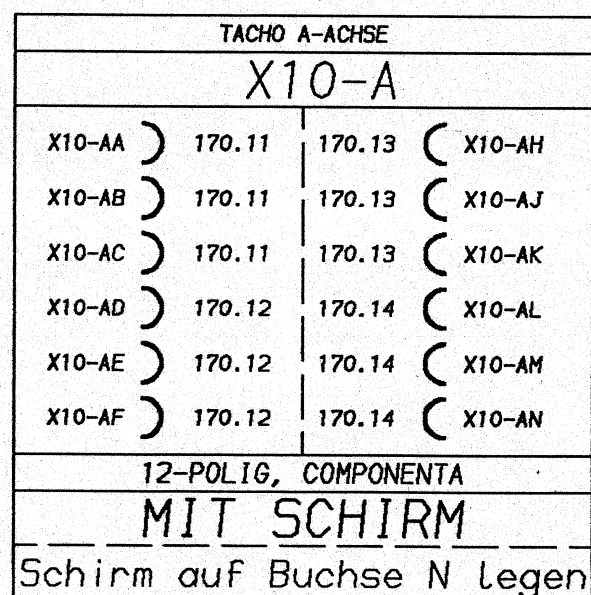 TACHO A-ACHSE
X10-A
X10-AA 170.11 170.13 X10-AH
X10-AB 170.11 170.13 X10-AJ
X10-AC 170.11 170.13 X10-AK
X10-AD 170.12 170.14 X10-AL
X10-AE 170.12 170.14 X10-AM
X10-AF 170.12 170.14 X10-AN
12-POLIG, COMPONENTA
MIT SCHIRM
Schirm auf Buchse N legen